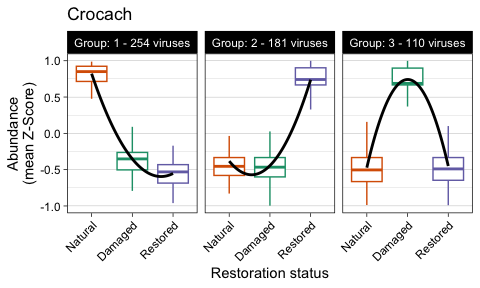 Crocach
Group: 1 - 254 viruses
Group: 2 - 181 viruses
Group: 3 - 110 viruses
Abundance
(mean Z-Score)
1.0
0.5
0.0
-0.5
-1.0
Natural
Damaged
Restored
Natural
Damaged
Restored
Natural
Damaged
Restored
Restoration status